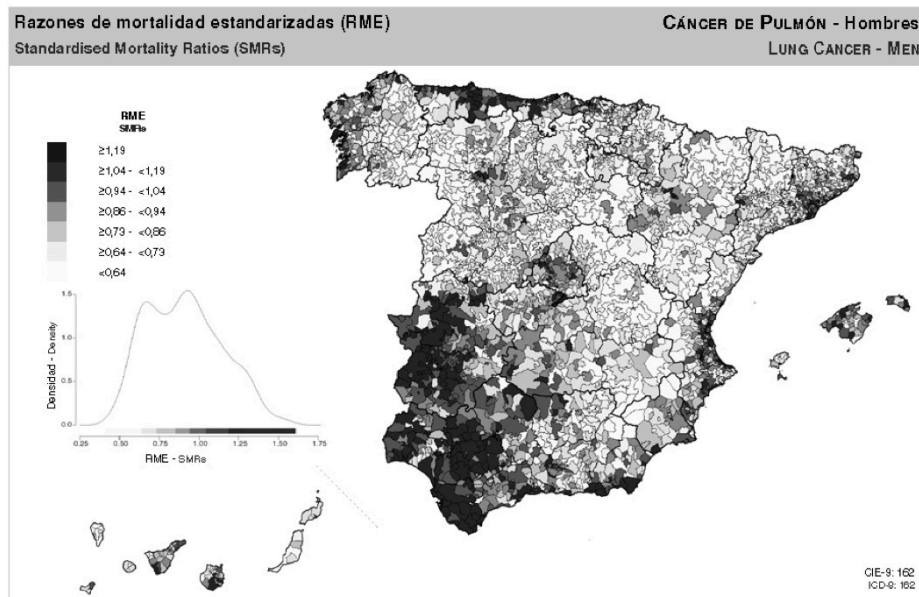 Razones de mortalidad estandarizadas (RME)
Standardised Mortality Ratios (SMRs)
CÁNCER DE PULMÓN - Hombres
LUNG CANCER - MEN
RME
SMRs
≥1,19
≥1,04 - <1,19
≥0,94 - <1,04
≥0,86 - <0,94
≥0,73 - <0,86
≥0,64 - <0,73
<0,64
Densidad - Density
1.5
1.0
0.5
0.0
0.25 0.50 0.75 1.00 1.25 1.50 1.75
RME - SMRs
CIE-9: 162
ICD-9: 162